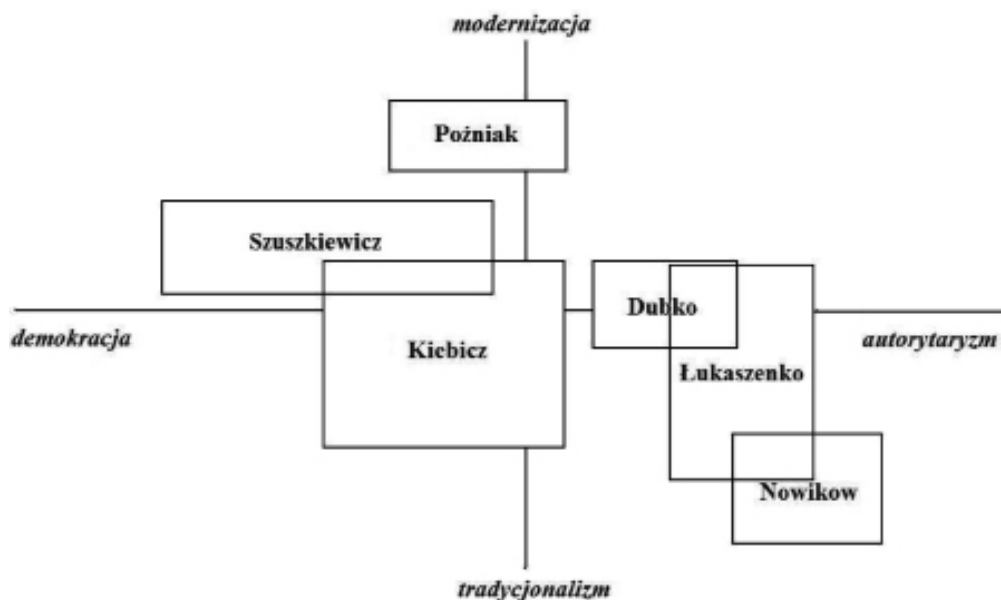 modernizacja
Poźniak
Szuszkiewicz
Dubko
demokracja
Kiebicz
autorytaryzm
Łukaszenko
Nowikow
tradycjonalizm